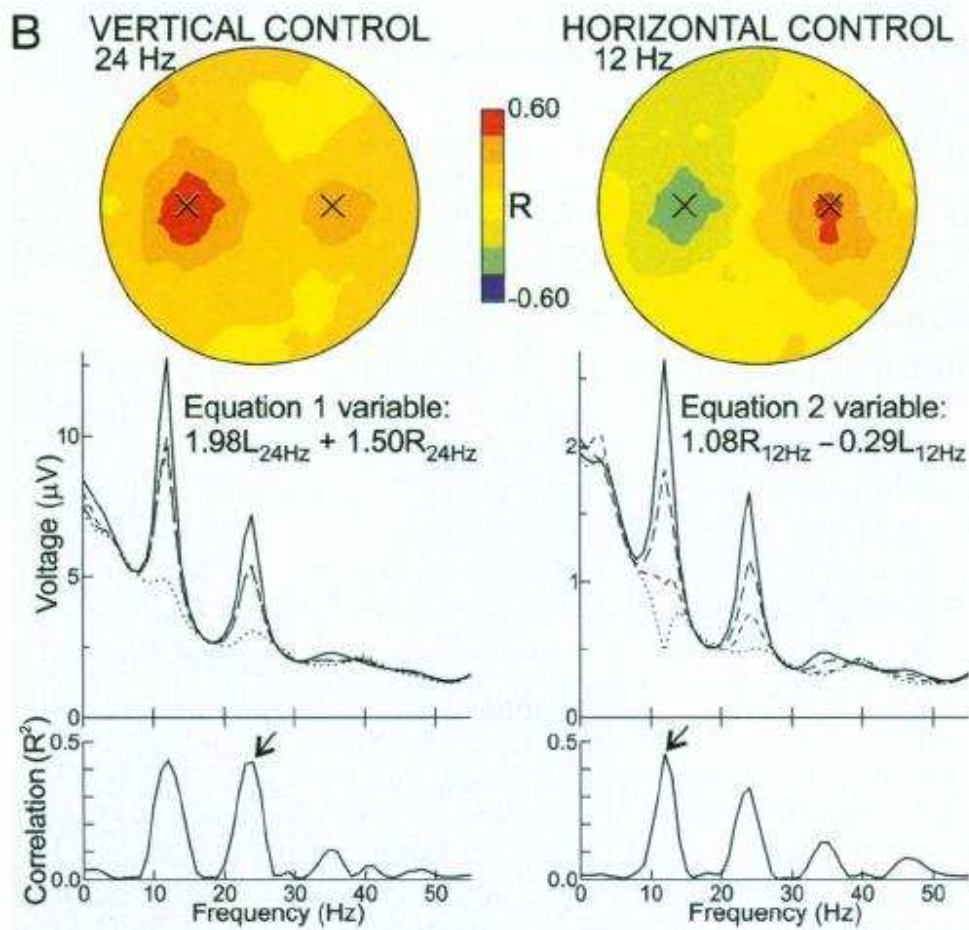 B
VERTICAL CONTROL
24 Hz
HORIZONTAL CONTROL
12 Hz
0.60
R
-0.60
Equation 1 variable:
1.98L24Hz + 1.50R24Hz
Equation 2 variable:
1.08R12Hz – 0.29L12Hz
Voltage (µV)
10
5
0
2
1
0
Correlation (R²)
0.5
0.0
0 10 20 30 40 50
Frequency (Hz)
0.5
0.0
0 10 20 30 40 50
Frequency (Hz)